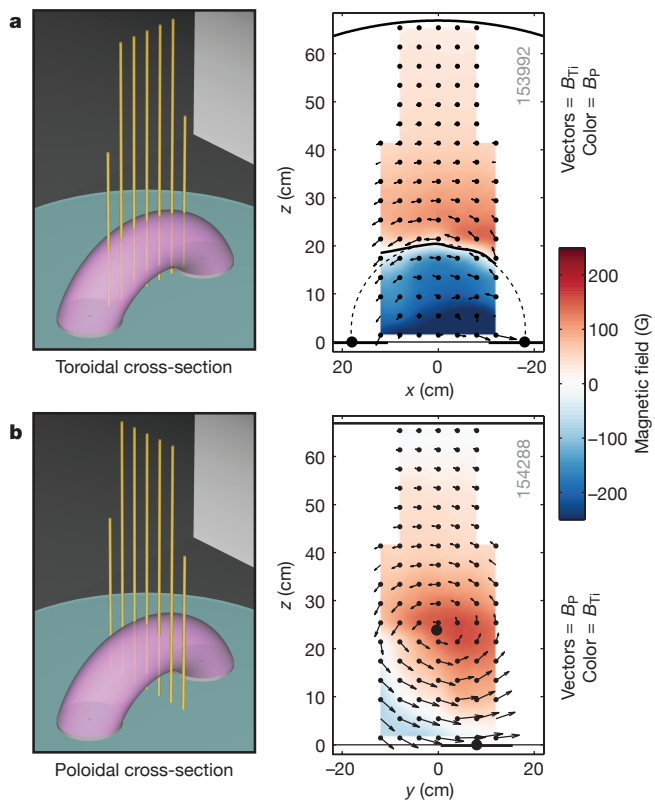 a
Toroidal cross-section
z (cm)
60
50
40
30
20
10
0
20
0
−20
x (cm)
153992
Vectors = B_Ti
Color = B_P
b
Poloidal cross-section
z (cm)
60
50
40
30
20
10
0
−20
0
20
y (cm)
154288
Vectors = B_P
Color = B_Ti
200
100
0
−100
−200
Magnetic field (G)